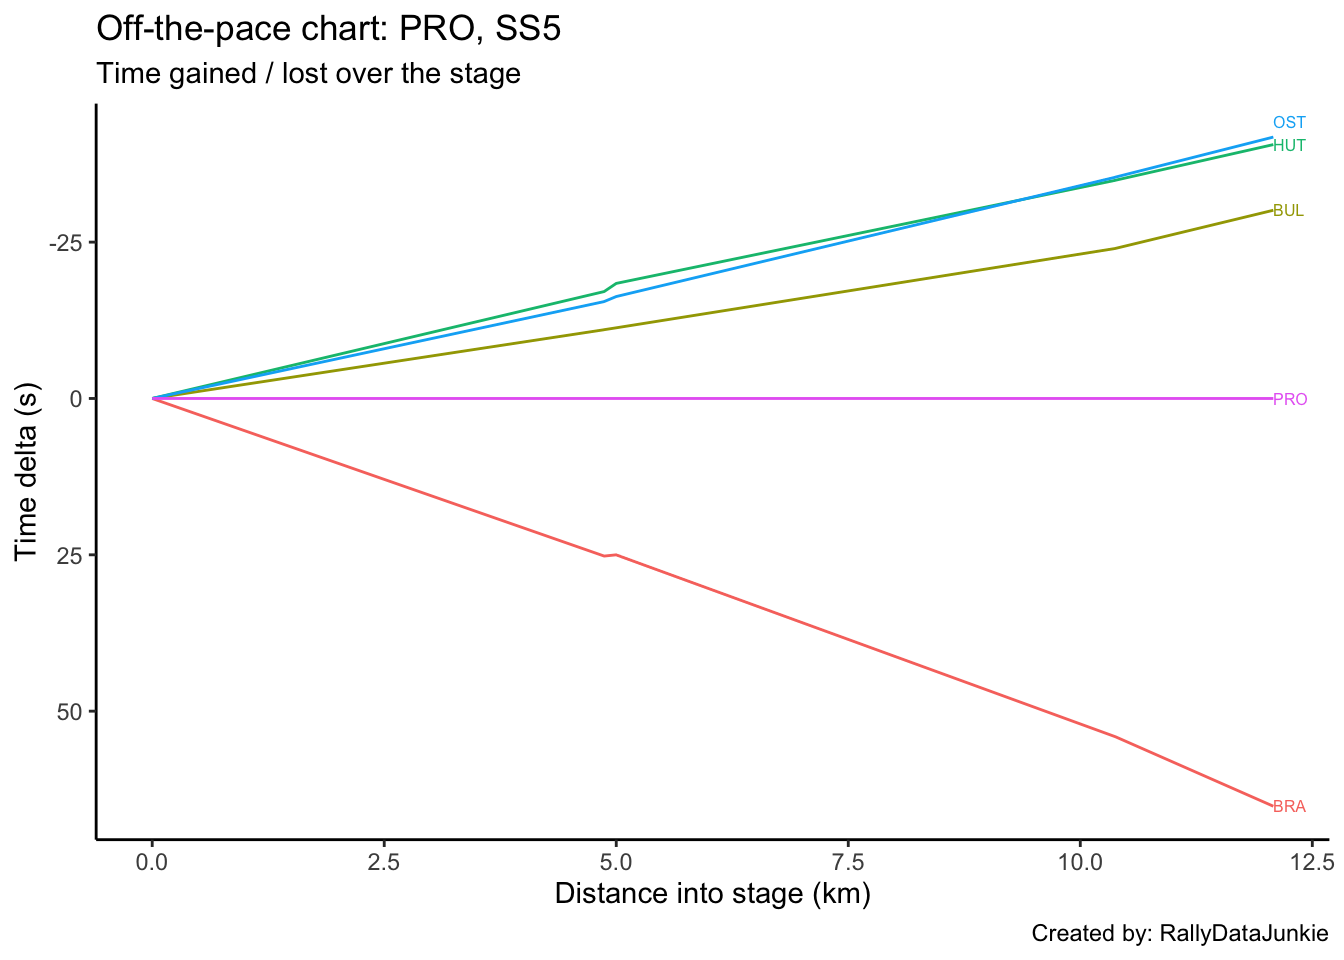 Off-the-pace chart: PRO, SS5
Time gained / lost over the stage
OST
HUT
BUL
PRO
BRA
-25
0
25
50
Time delta (s)
0.0 2.5 5.0 7.5 10.0 12.5
Distance into stage (km)
Created by: RallyDataJunkie